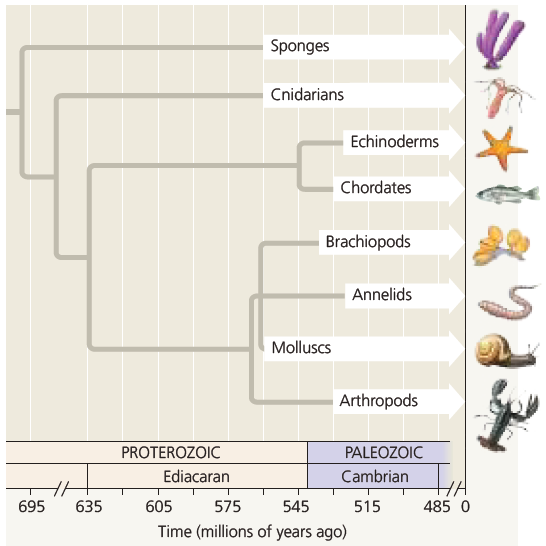 Sponges
Cnidarians
Echinoderms
Chordates
Brachiopods
Annelids
Molluscs
Arthropods
PROTEROZOIC PALEOZOIC
Ediacaran Cambrian
695 635 605 575 545 515 485 0
Time (millions of years ago)